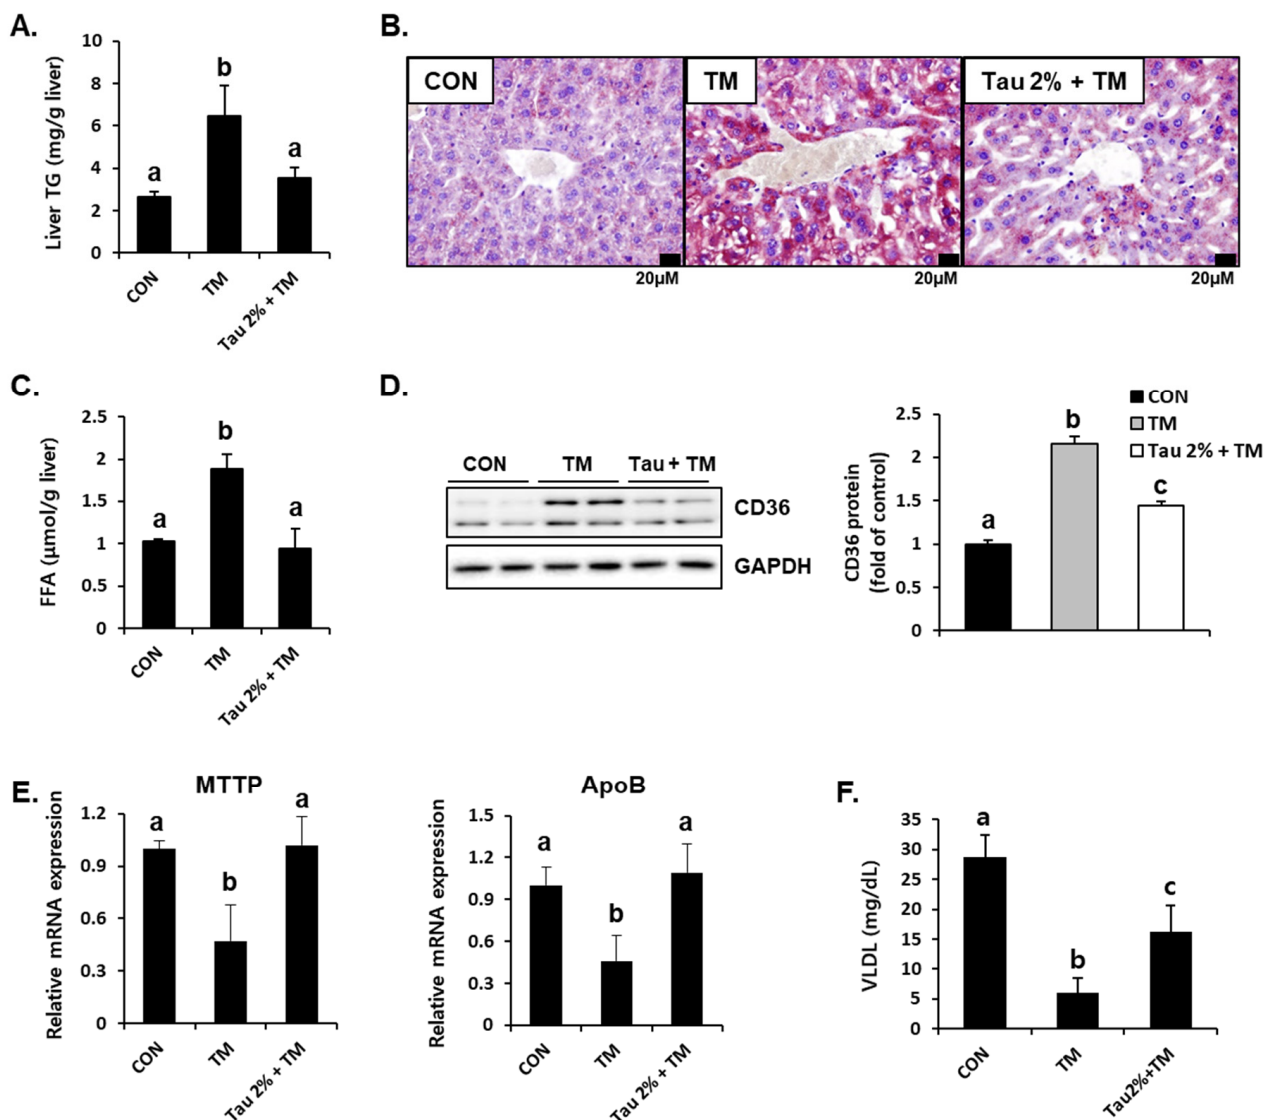 A.
Liver TG (mg/g liver)
10
8
6
4
2
0
a
b
a
CON
TM
Tau 2% + TM
B.
CON
TM
Tau 2% + TM
20μM
20μM
20μM
C.
FFA (μmol/g liver)
2.5
2
1.5
1
0.5
0
a
b
a
CON
TM
Tau 2% + TM
D.
CON
TM
Tau + TM
CD36
GAPDH
CD36 protein
(fold of control)
2.5
2
1.5
1
0.5
0
a
b
c
CON
TM
Tau 2% + TM
E.
MTTP
Relative mRNA expression
1.2
0.9
0.6
0.3
0
a
b
a
CON
TM
Tau 2% + TM
ApoB
Relative mRNA expression
1.5
1.2
0.9
0.6
0.3
0
a
b
a
CON
TM
Tau 2% + TM
F.
VLDL (mg/dL)
35
30
25
20
15
10
5
0
a
b
c
CON
TM
Tau2%+TM